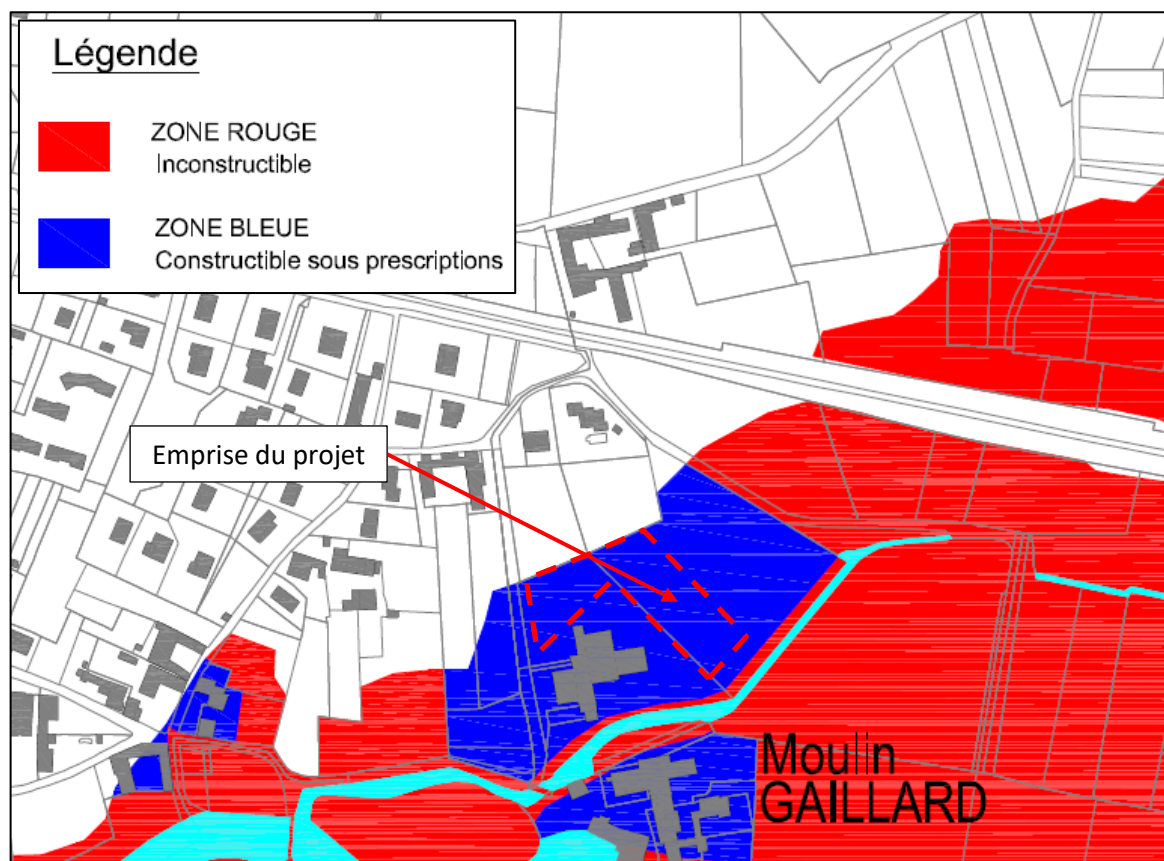 Légende
ZONE ROUGE
Inconstructible
ZONE BLEUE
Constructible sous prescriptions
Emprise du projet
Moulin
GAILLARD